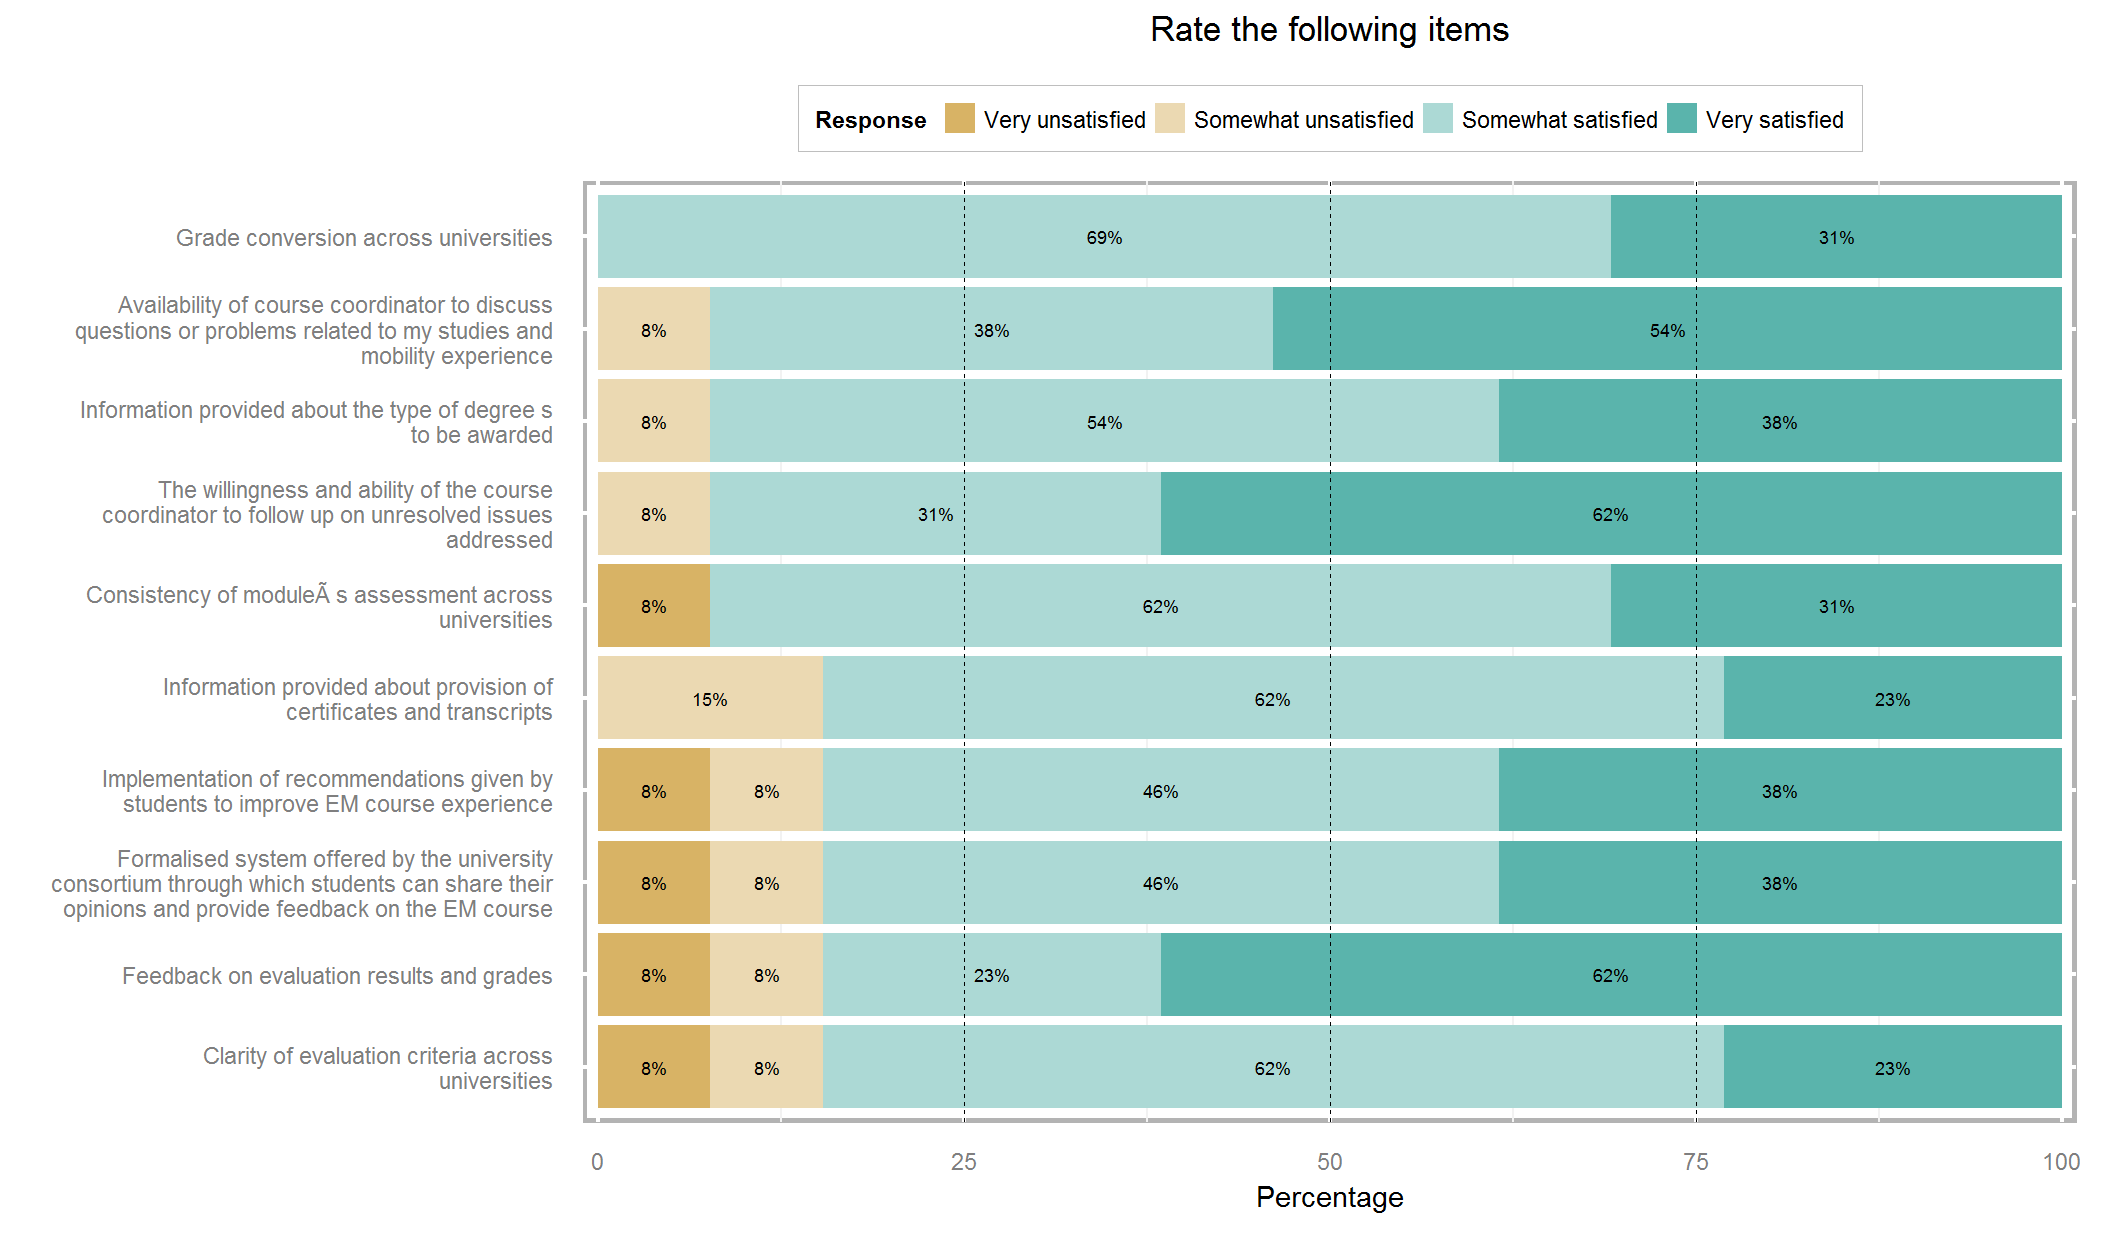 Rate the following items
Response Very unsatisfied Somewhat unsatisfied Somewhat satisfied Very satisfied
Grade conversion across universities
69% 31%
Availability of course coordinator to discuss
questions or problems related to my studies and
mobility experience
8% 38% 54%
Information provided about the type of degree s
to be awarded
8% 54% 38%
The willingness and ability of the course
coordinator to follow up on unresolved issues
addressed
8% 31% 62%
Consistency of moduleÃ s assessment across
universities
8% 62% 31%
Information provided about provision of
certificates and transcripts
15% 62% 23%
Implementation of recommendations given by
students to improve EM course experience
8% 8% 46% 38%
Formalised system offered by the university
consortium through which students can share their
opinions and provide feedback on the EM course
8% 8% 46% 38%
Feedback on evaluation results and grades
8% 8% 23% 62%
Clarity of evaluation criteria across
universities
8% 8% 62% 23%
0 25 50 75 100
Percentage